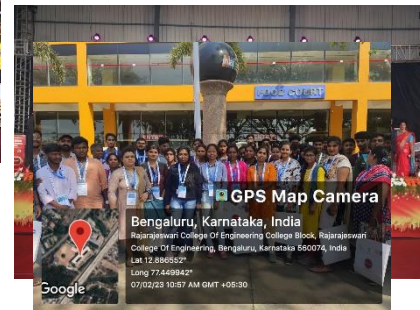 FOOD COURT
GPS Map Camera
Bengaluru, Karnataka, India
Rajarajeswari College Of Engineering College Block, Rajarajeswari
College Of Engineering, Bengaluru, Karnataka 560074, India
Lat 12.886552°
Long 77.449942°
07/02/23 10:57 AM GMT +05:30
Google